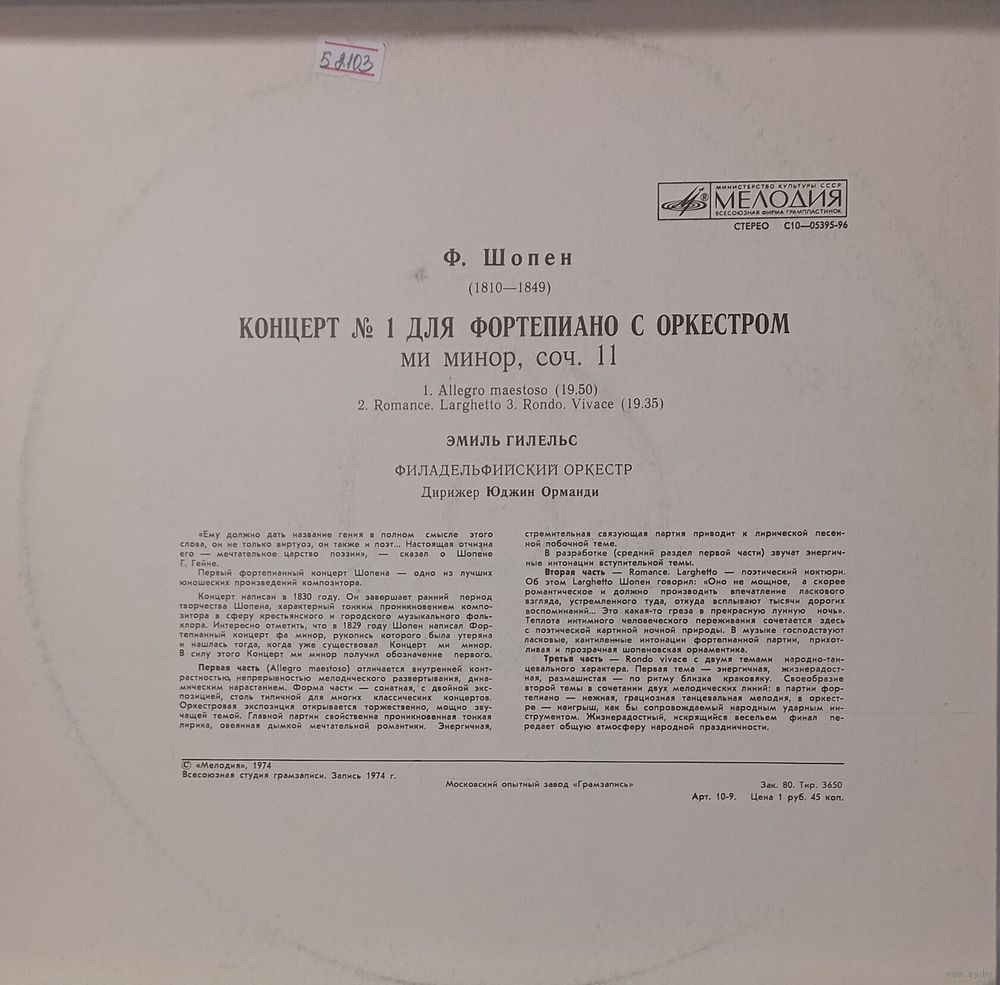 52103
МИНИСТЕРСТВО КУЛЬТУРЫ СССР
МЕЛОДИЯ
ВСЕСОЮЗНАЯ ФИРМА ГРАМПЛАСТИНОК
СТЕРЕО С10—05395-96
Ф. Шопен
(1810—1849)
КОНЦЕРТ № 1 ДЛЯ ФОРТЕПИАНО С ОРКЕСТРОМ
МИ МИНОР, СОЧ. 11
1. Allegro maestoso (19.50)
2. Romance. Larghetto 3. Rondo. Vivace (19.35)
ЭМИЛЬ ГИЛЕЛЬС
ФИЛАДЕЛЬФИЙСКИЙ ОРКЕСТР
Дирижер Юджин Орманди
«Ему должно дать название гения в полном смысле этого
слова, он не только виртуоз, он также и поэт... Настоящая отчизна
его — мечтательное царство поэзии», — сказал о Шопене
Г. Гейне.
Первый фортепианный концерт Шопена — одно из лучших
юношеских произведений композитора.
Концерт написан в 1830 году. Он завершает ранний период
творчества Шопена, характерный тонким проникновением компо-
зитора в сферу крестьянского и городского музыкального фоль-
клора. Интересно отметить, что в 1829 году Шопен написал Фор-
тепианный концерт фа минор, рукопись которого была утеряна
и нашлась тогда, когда уже существовал Концерт ми минор.
В силу этого Концерт ми минор получил обозначение первого.
Первая часть (Allegro maestoso) отличается внутренней конт-
растностью, непрерывностью мелодического развертывания, дина-
мическим нарастанием. Форма части — сонатная, с двойной экс-
позицией, столь типичной для многих классических концертов.
Оркестровая экспозиция открывается торжественно, мощно зву-
чащей темой. Главной партии свойственна проникновенная тонкая
лирика, овеянная дымкой мечтательной романтики. Энергичная,
стремительная связующая партия приводит к лирической песен-
ной побочной теме.
В разработке (средний раздел первой части) звучат энергич-
ные интонации вступительной темы.
Вторая часть — Romance. Larghetto — поэтический ноктюрн.
Об этом Larghetto Шопен говорил: «Оно не мощное, а скорее
романтическое и должно производить впечатление ласкового
взгляда, устремленного туда, откуда всплывают тысячи дорогих
воспоминаний... Это какая-то греза в прекрасную лунную ночь».
Теплота интимного человеческого переживания сочетается здесь
с поэтической картиной ночной природы. В музыке господствуют
ласковые, кантиленные интонации фортепианной партии, прихот-
ливая и прозрачная шопеновская орнаментика.
Третья часть — Rondo vivace с двумя темами народно-тан-
цевального характера. Первая тема — энергичная, жизнерадост-
ная, размашистая — по ритму близка краковяку. Своеобразие
второй темы в сочетании двух мелодических линий: в партии фор-
тепиано — нежная, грациозная танцевальная мелодия, в оркест-
ре — наигрыш, как бы сопровождаемый народным ударным ин-
струментом. Жизнерадостный, искрящийся весельем финал пе-
редает общую атмосферу народной праздничности.
© «Мелодия», 1974
Всесоюзная студия грамзаписи. Запись 1974 г.
Московский опытный завод «Грамзапись»
Зак. 80. Тир. 3650
Арт. 10-9. Цена 1 руб. 45 коп.
www.ay.by